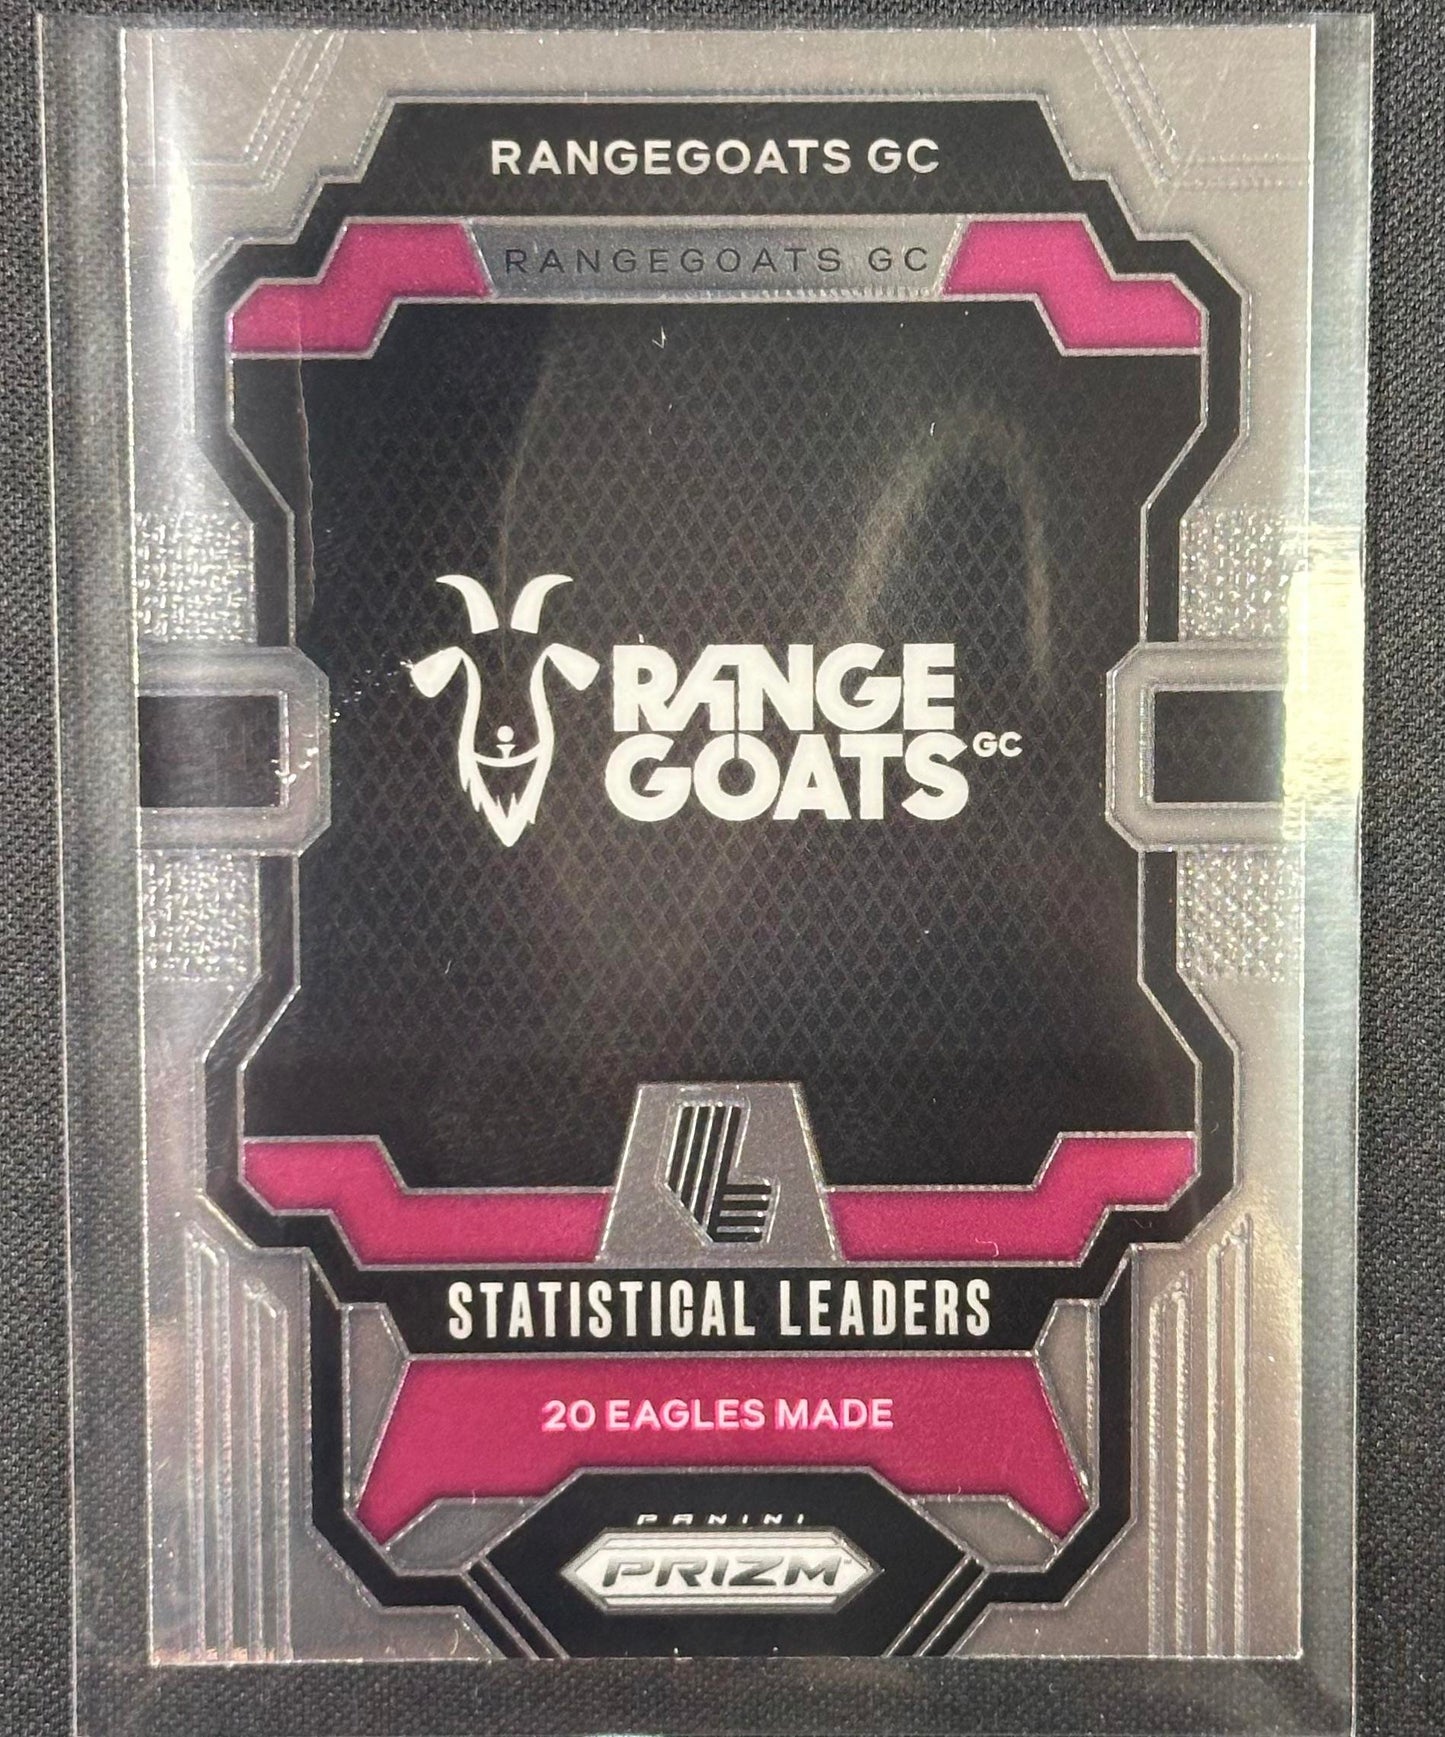 RANGEGOATS GC
RANGEGOATS GC
RANGE
GOATS GC
STATISTICAL LEADERS
20 EAGLES MADE
PANINI
PRIZM